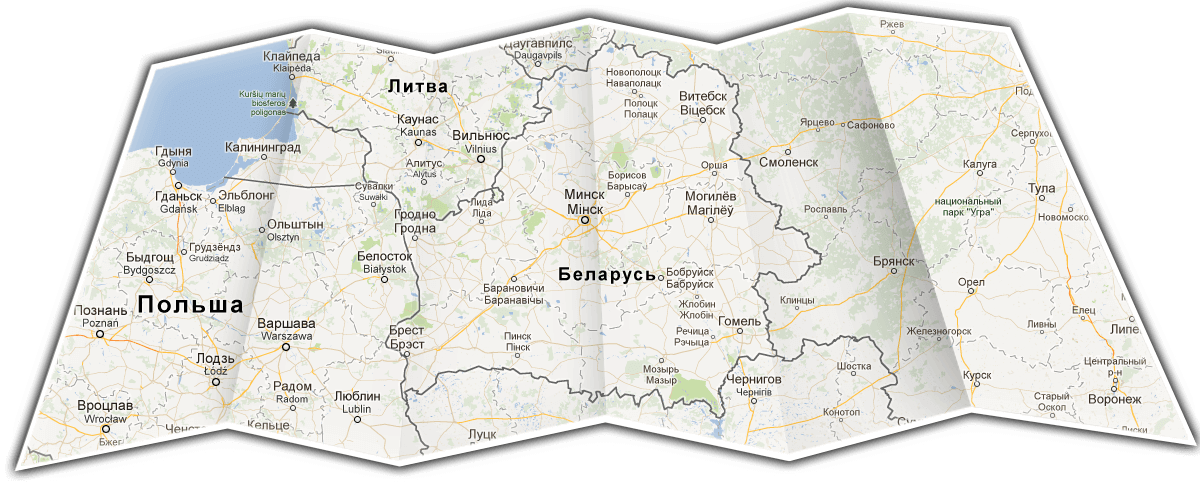 Ржев
Даугавпилс
Daugavpils
Клайпеда
Klaipėda
Литва
Новополоцк
Наваполацк
Полоцк
Полацк
Витебск
Віцебск
Kuršių marių
biosferos
poligonas
Под
Каунас
Kaunas
Вильнюс
Vilnius
Ярцево
Сафоново
Серпухо
Калининград
Гдыня
Gdynia
Алитус
Alytus
Орша
Смоленск
Калуга
Борисов
Барысаў
Сувалки
Suwałki
Тула
Гданьск
Gdańsk
Эльблонг
Elbląg
Минск
Мінск
Могилёв
Магілёў
национальный
парк "Угра"
Лида
Ліда
Гродно
Гродна
Рославль
Новомоско
Ольштын
Olsztyn
Грудзёндз
Grudziądz
Быдгощ
Bydgoszcz
Белосток
Białystok
Беларусь
Бобруйск
Бабруйск
Брянск
Барановичи
Баранавічы
Орел
Польша
Познань
Poznań
Жлобин
Жлобін
Клинцы
Елец
Варшава
Warszawa
Брест
Брэст
Пинск
Пінск
Речица
Рэчыца
Гомель
Железногорск
Ливны
Липе
Лодзь
Łódź
Мозырь
Мазыр
Чернигов
Чернігів
Шостка
Курск
Центральный
р-н
Воронеж
Радом
Radom
Люблин
Lublin
Старый
Оскол
Вроцлав
Wrocław
Конотоп
Ченст
Кельце
Луцк
Бжег